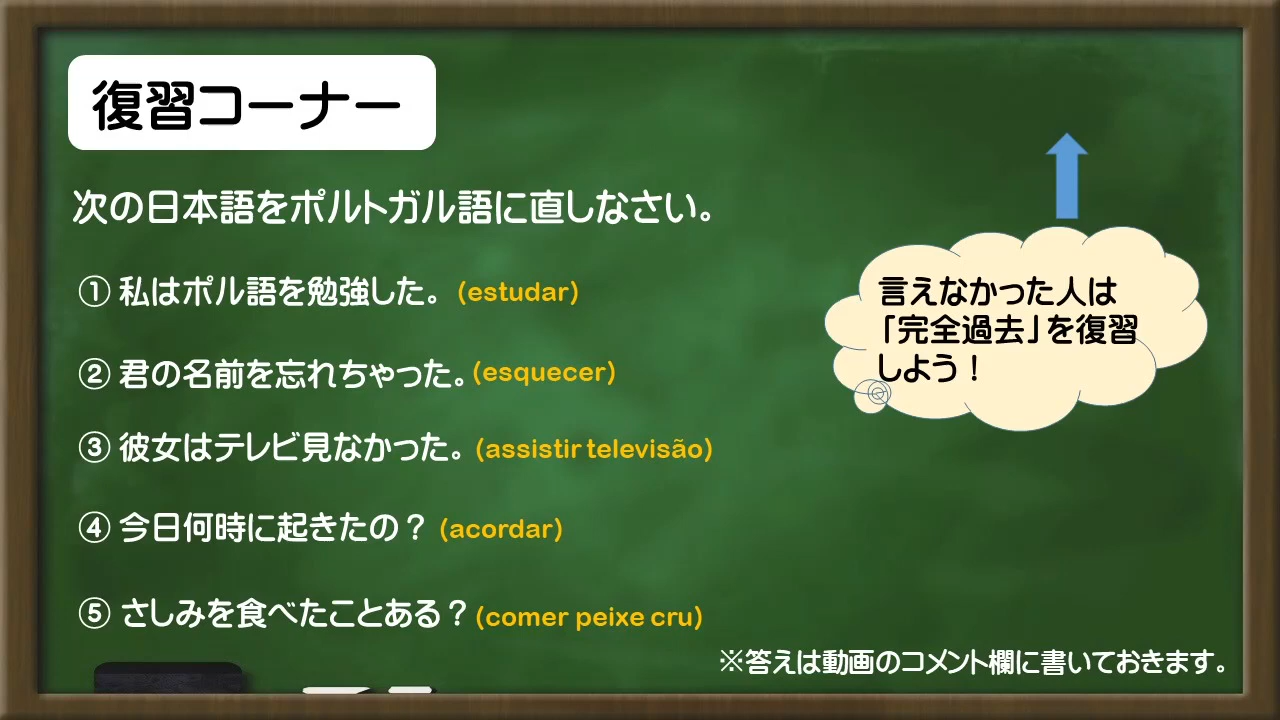 復習コーナー
次の日本語をポルトガル語に直しなさい。
① 私はポル語を勉強した。 (estudar)
② 君の名前を忘れちゃった。(esquecer)
③ 彼女はテレビ見なかった。 (assistir televisão)
④ 今日何時に起きたの？ (acordar)
⑤ さしみを食べたことある？(comer peixe cru)
言えなかった人は
「完全過去」を復習
しよう！
※答えは動画のコメント欄に書いておきます。